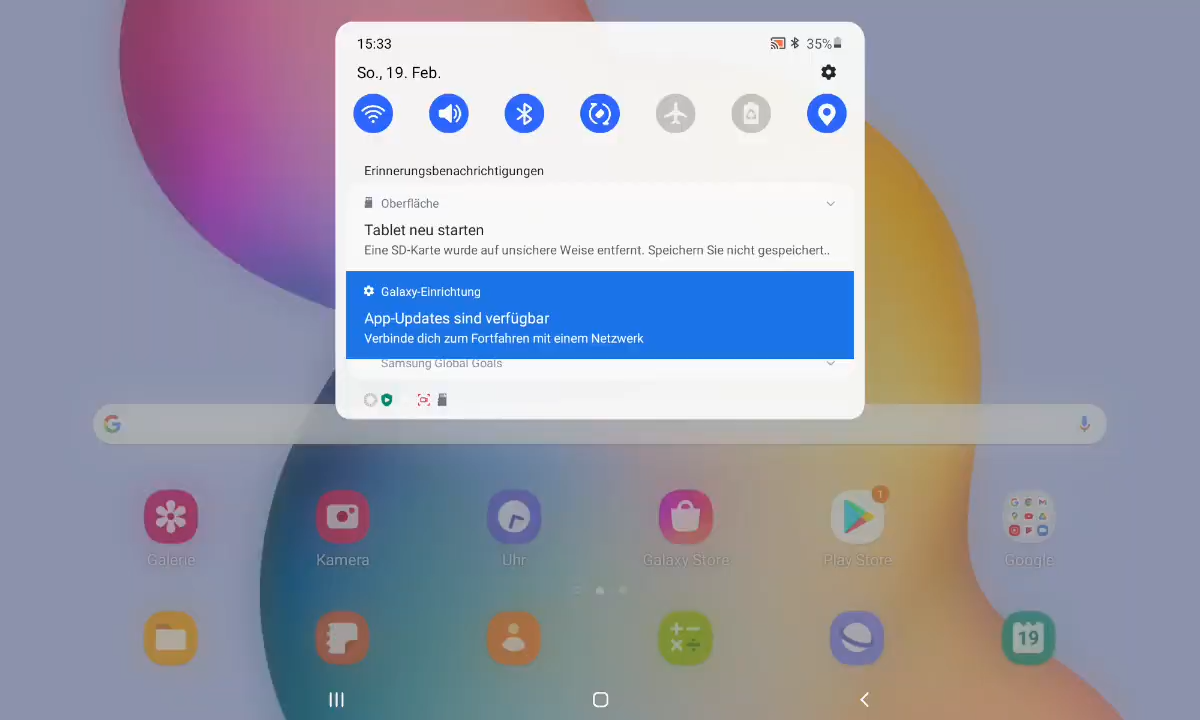 15:33
35%
So., 19. Feb.
Erinnerungsbenachrichtigungen
Oberfläche
Tablet neu starten
Eine SD-Karte wurde auf unsichere Weise entfernt. Speichern Sie nicht gespeichert..
Galaxy-Einrichtung
App-Updates sind verfügbar
Verbinde dich zum Fortfahren mit einem Netzwerk
Samsung Global Goals
1
Galerie
Kamera
Uhr
Galaxy Store
Play Store
Google
19